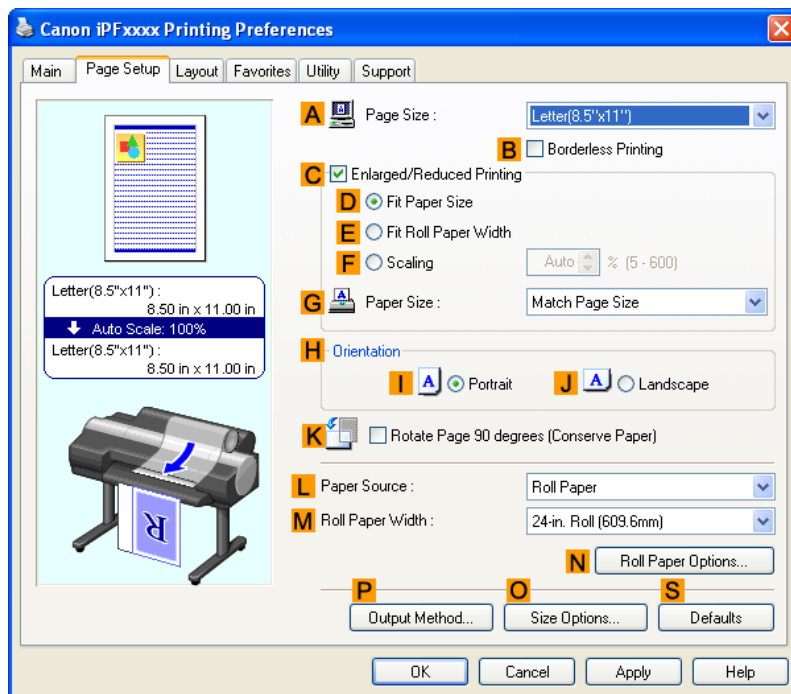 Canon iPFxxxx Printing Preferences
Main Page Setup Layout Favorites Utility Support
A Page Size : Letter(8.5"x11")
B Borderless Printing
C Enlarged/Reduced Printing
D Fit Paper Size
E Fit Roll Paper Width
F Scaling Auto % (5 - 600)
G Paper Size : Match Page Size
Letter(8.5"x11") :
8.50 in x 11.00 in
Auto Scale: 100%
Letter(8.5"x11") :
8.50 in x 11.00 in
H Orientation
I A Portrait J A Landscape
K Rotate Page 90 degrees (Conserve Paper)
R
L Paper Source : Roll Paper
M Roll Paper Width : 24-in. Roll (609.6mm)
N Roll Paper Options...
P O S
Output Method... Size Options... Defaults
OK Cancel Apply Help